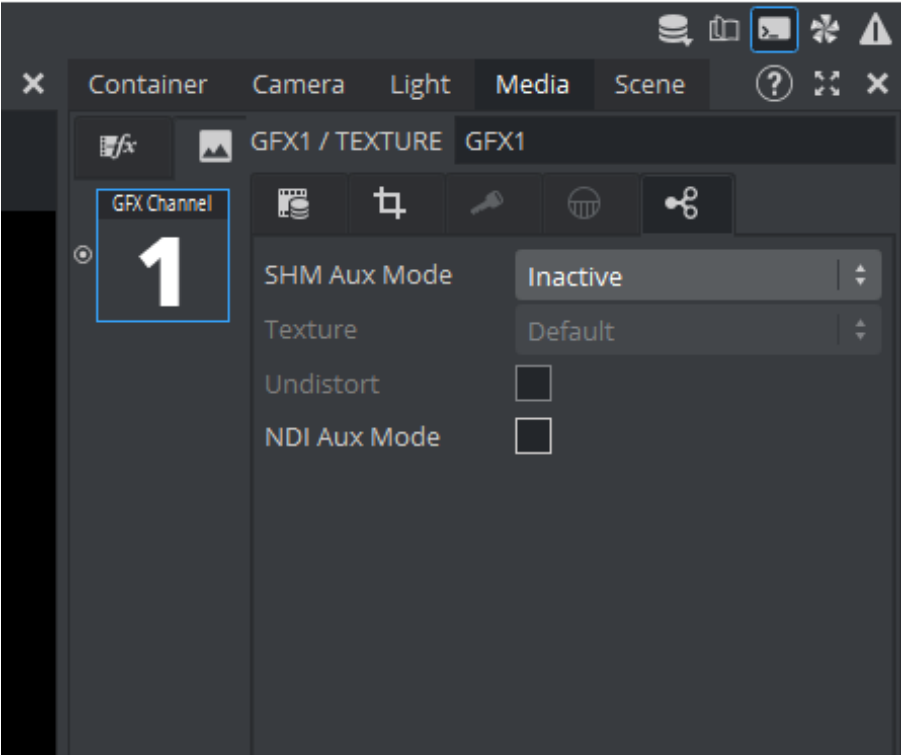 Container Camera Light Media Scene
fx GFX1 / TEXTURE GFX1
GFX Channel
1
SHM Aux Mode Inactive
Texture Default
Undistort
NDI Aux Mode